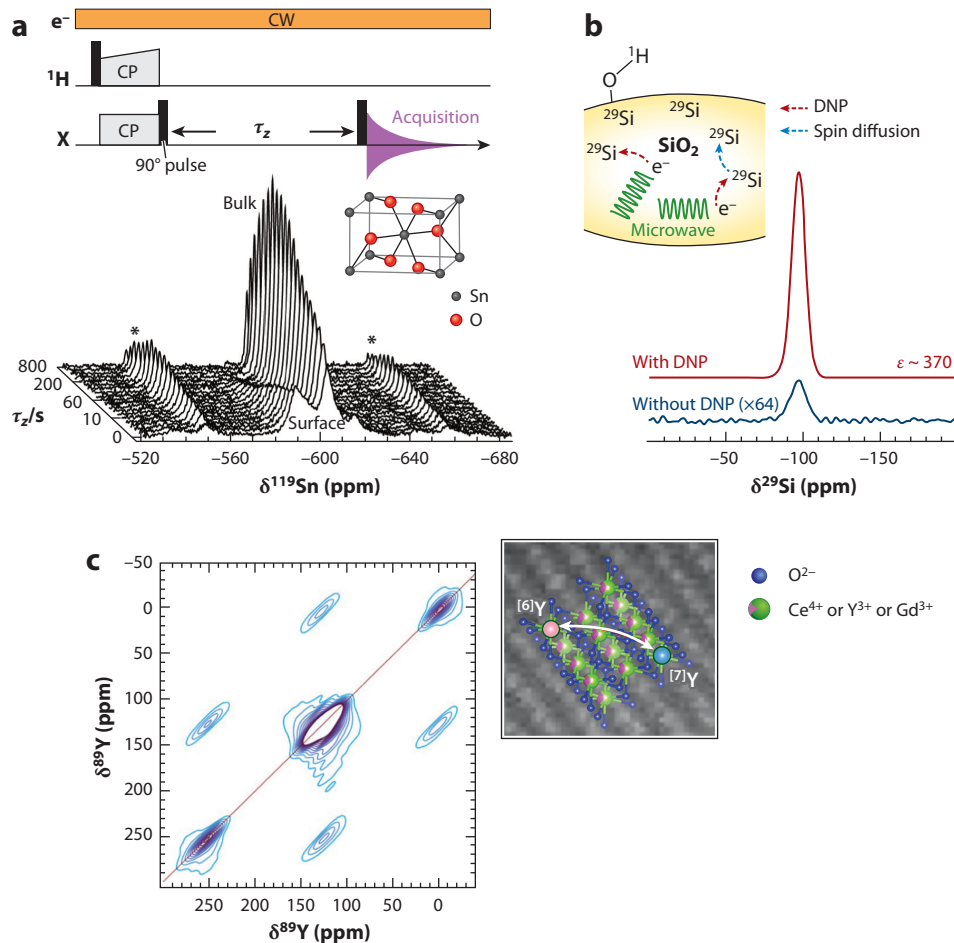 a
e⁻
CW
¹H
CP
X
CP
τz
Acquisition
90° pulse
Bulk
Sn
O
*
*
800
200
60
10
0
τz/s
Surface
−520
−560
−600
−640
−680
δ¹¹⁹Sn (ppm)
b
¹H
O
²⁹Si
²⁹Si
²⁹Si
²⁹Si
SiO₂
²⁹Si
e⁻
e⁻
Microwave
DNP
Spin diffusion
With DNP
ε ~ 370
Without DNP (×64)
−50
−100
−150
δ²⁹Si (ppm)
c
−50
0
50
100
150
200
250
δ⁸⁹Y (ppm)
250
200
150
100
50
0
δ⁸⁹Y (ppm)
[6]Y
[7]Y
O²⁻
Ce⁴⁺ or Y³⁺ or Gd³⁺